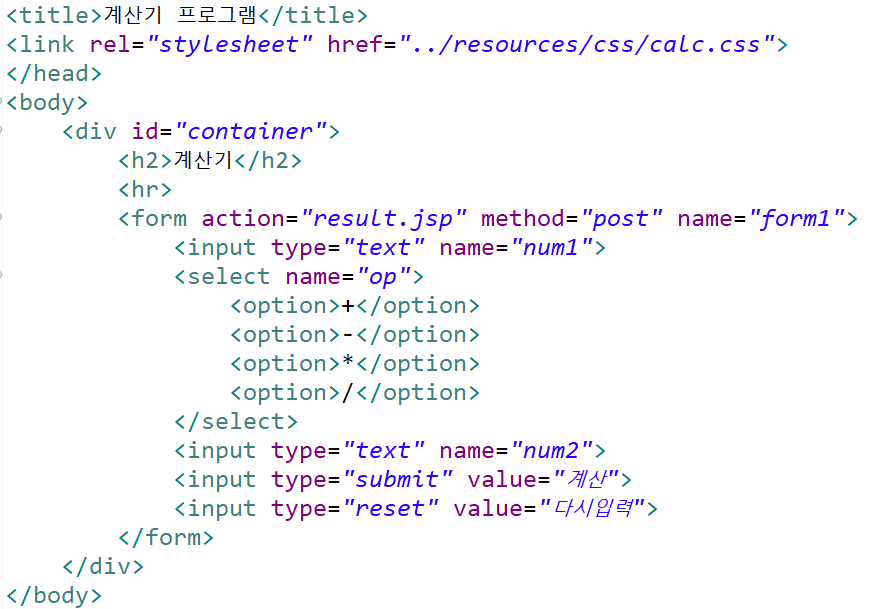 <title>계산기 프로그램</title>
<link rel="stylesheet" href="../resources/css/calc.css">
</head>
<body>
<div id="container">
<h2>계산기</h2>
<hr>
<form action="result.jsp" method="post" name="form1">
<input type="text" name="num1">
<select name="op">
<option>+</option>
<option>-</option>
<option>*</option>
<option>/</option>
</select>
<input type="text" name="num2">
<input type="submit" value="계산">
<input type="reset" value="다시입력">
</form>
</div>
</body>